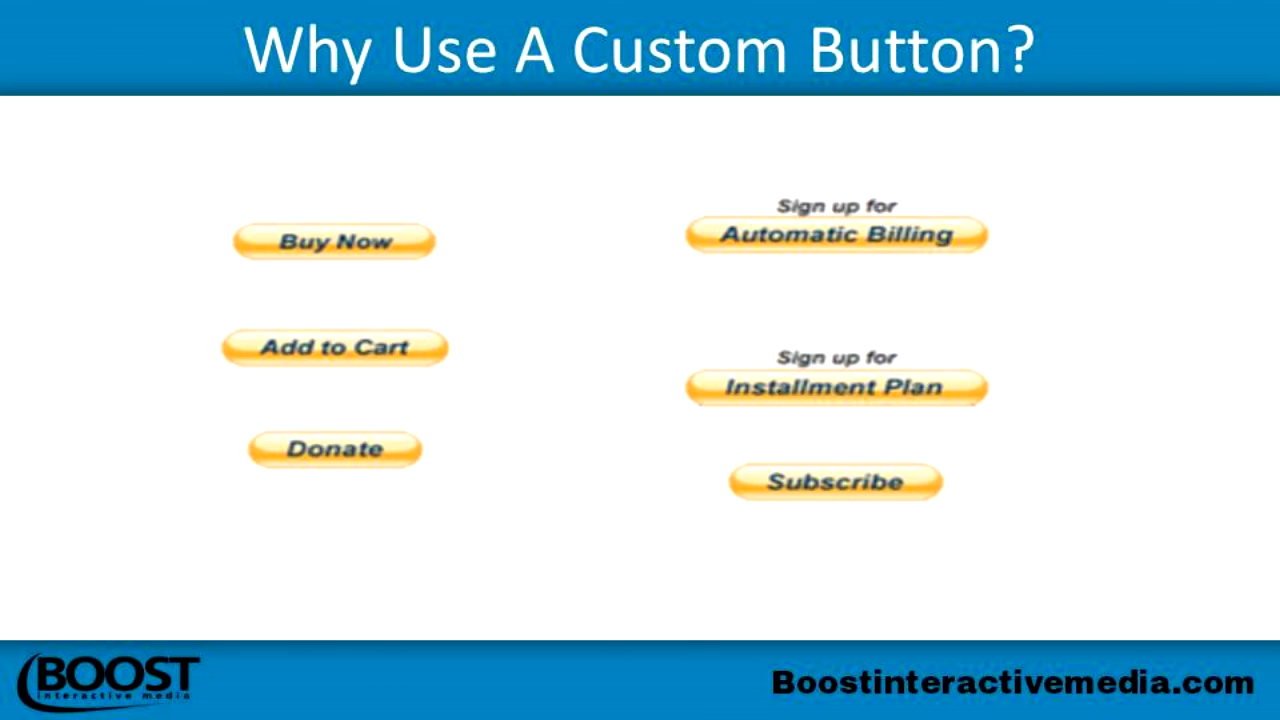 Why Use A Custom Button?
Buy Now
Add to Cart
Donate
Sign up for
Automatic Billing
Sign up for
Installment Plan
Subscribe
BOOST
interactive media
Boostinteractivemedia.com